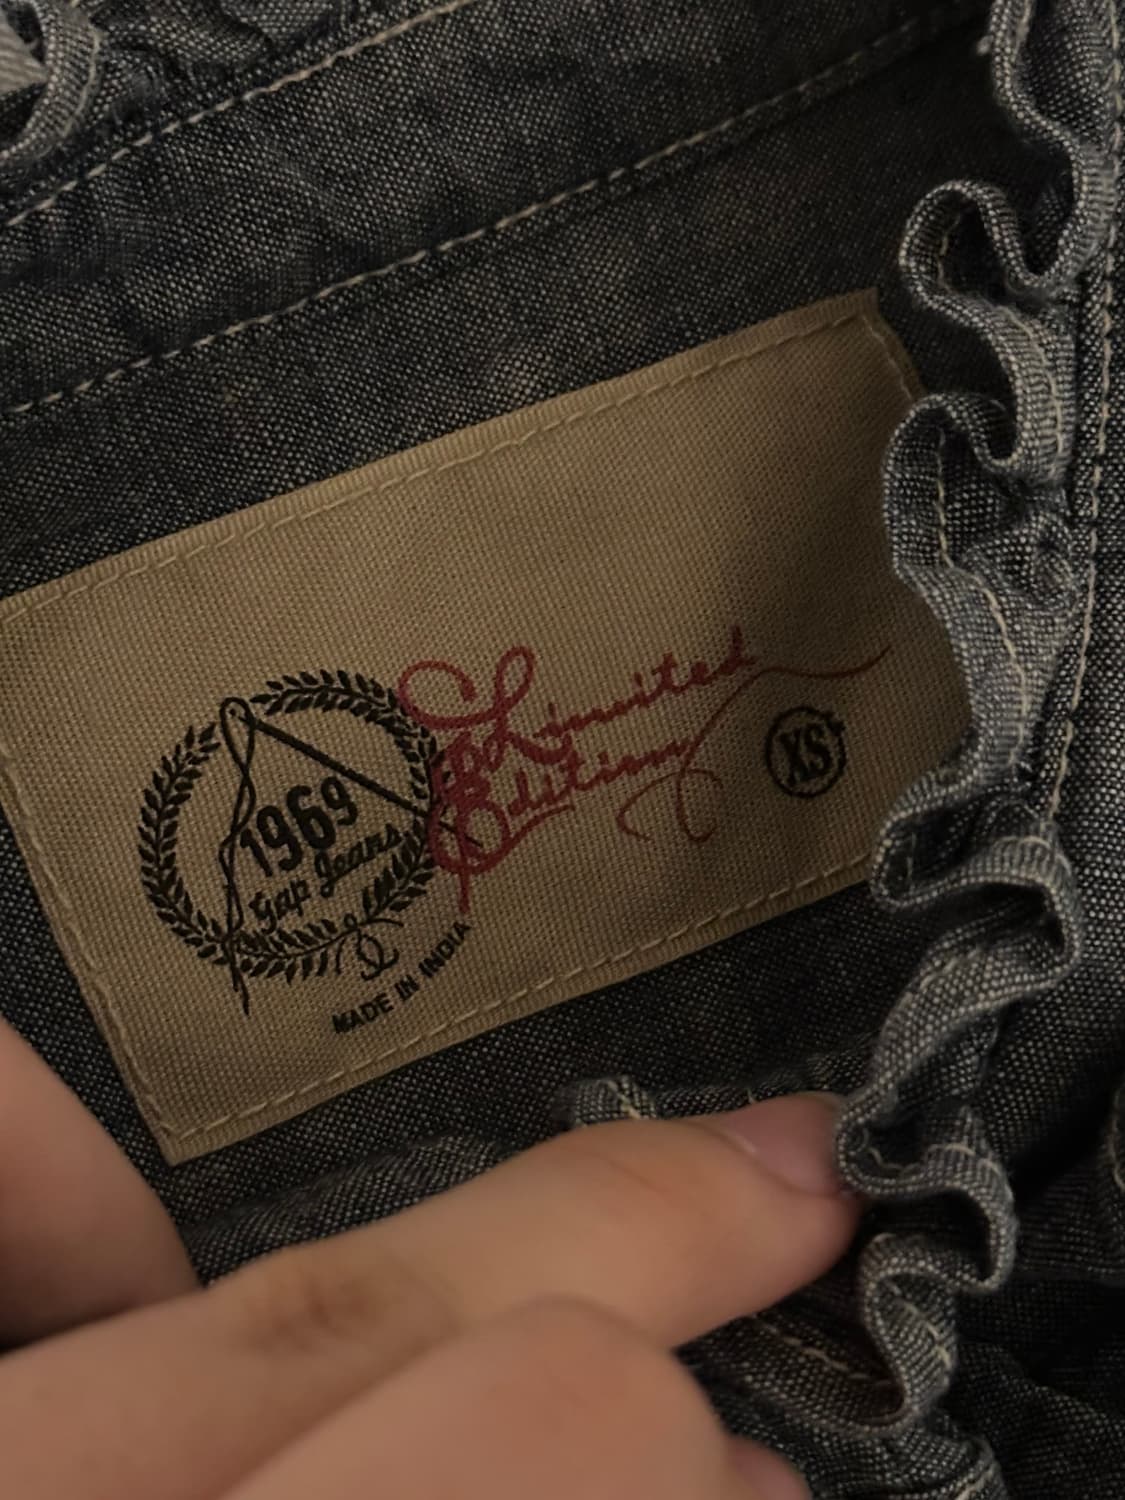 1969
Gap Jeans
Limited
Edition
XS
MADE IN INDIA